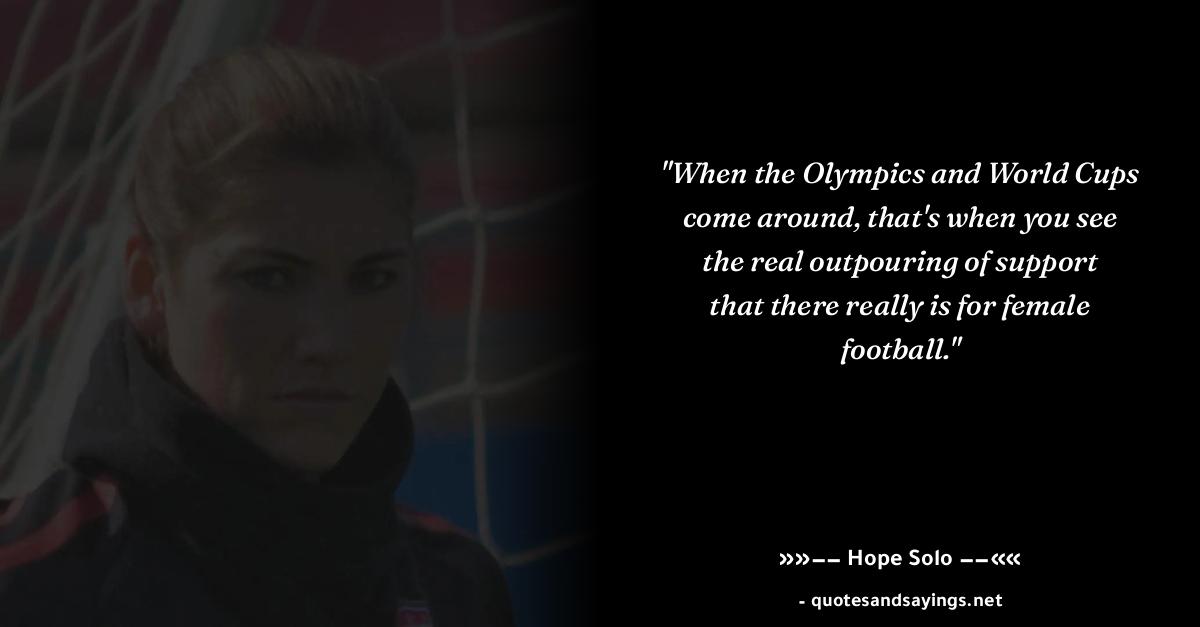 "When the Olympics and World Cups
come around, that's when you see
the real outpouring of support
that there really is for female
football."
»»−− Hope Solo −−««
- quotesandsayings.net